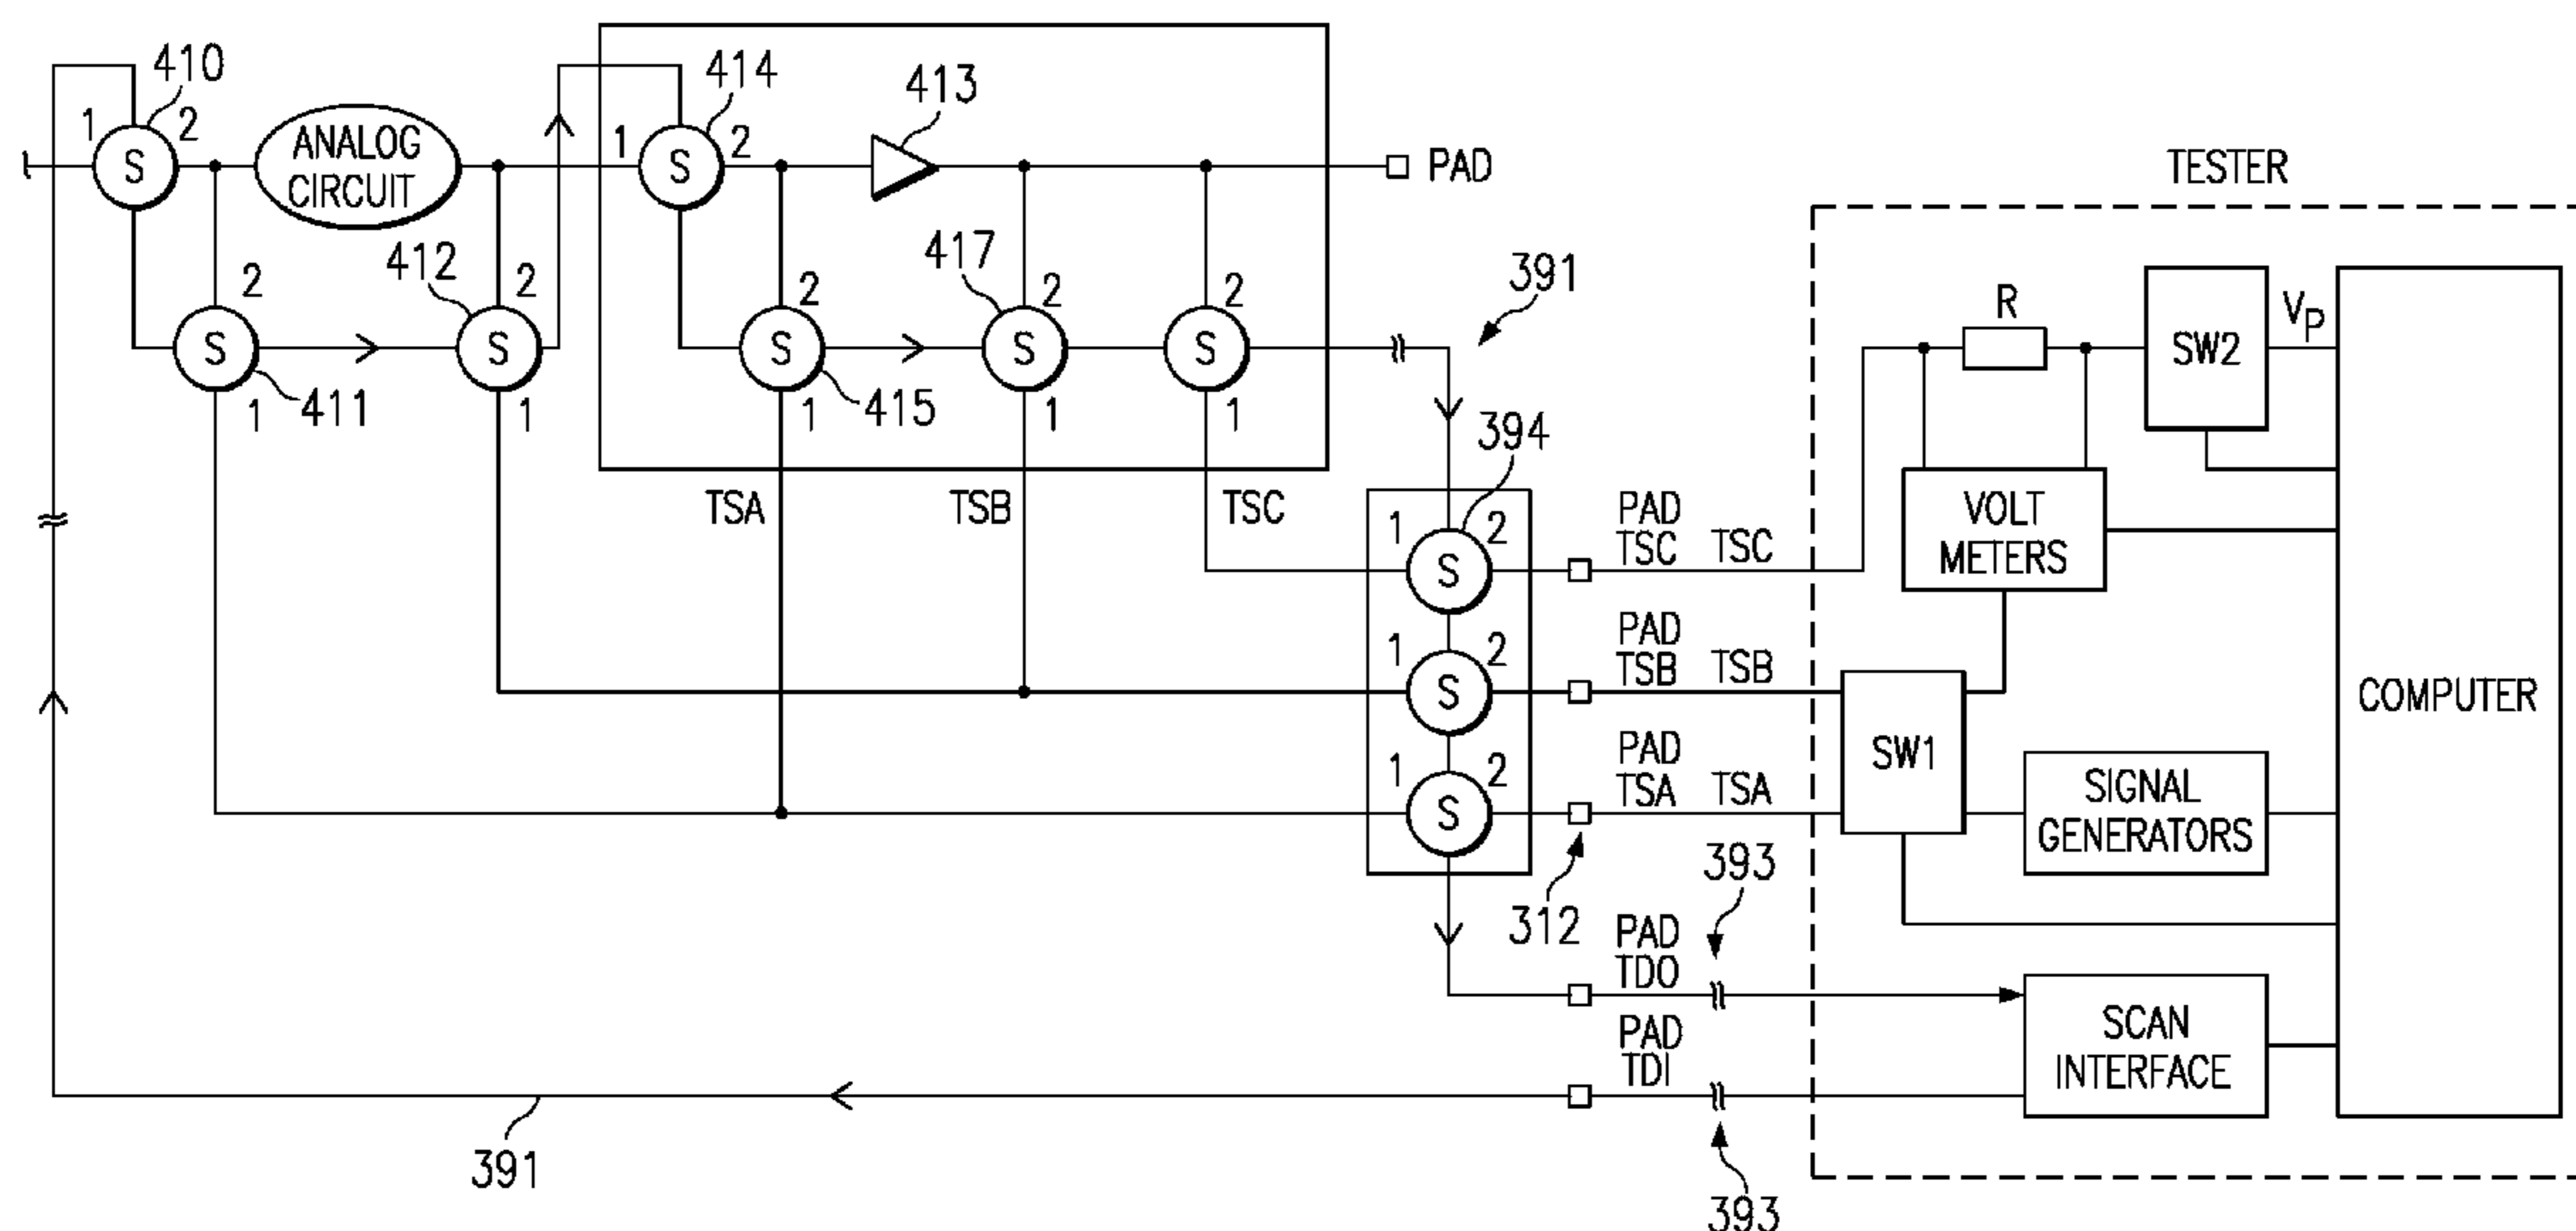 410
1
2
S
ANALOG
CIRCUIT
414
1
2
S
413
PAD
2
S
411
1
412
2
S
1
2
S
415
1
417
2
S
1
2
S
1
391
TSA
TSB
TSC
394
1
2
S
PAD
TSC
TSC
1
2
S
PAD
TSB
TSB
1
2
S
PAD
TSA
TSA
312
393
PAD
TDO
PAD
TDI
393
391
TESTER
R
SW2
VP
VOLT
METERS
SW1
SIGNAL
GENERATORS
SCAN
INTERFACE
COMPUTER